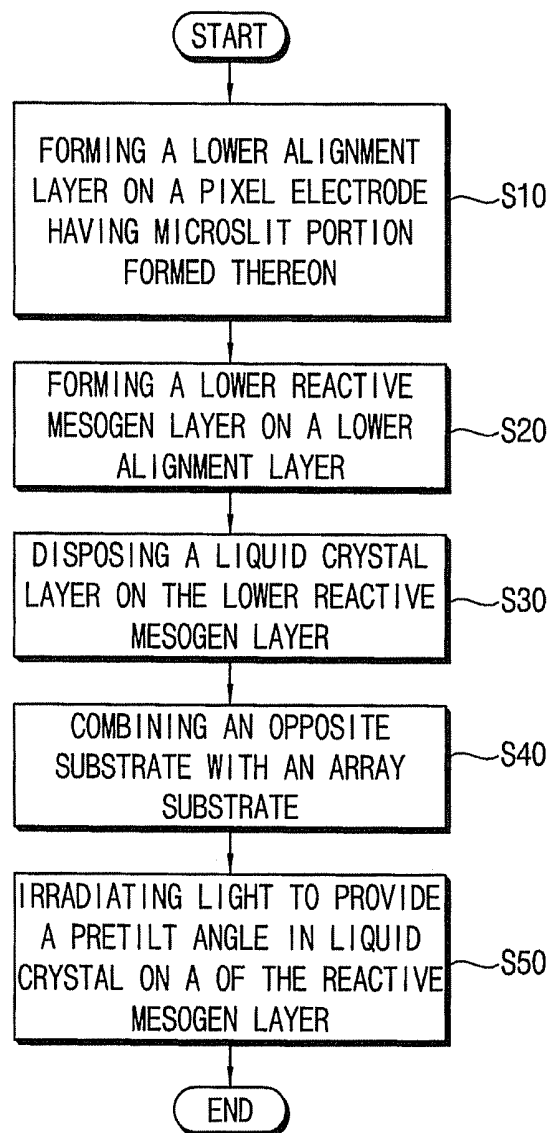 START
FORMING A LOWER ALIGNMENT
LAYER ON A PIXEL ELECTRODE
HAVING MICROSLIT PORTION
FORMED THEREON
S10
FORMING A LOWER REACTIVE
MESOGEN LAYER ON A LOWER
ALIGNMENT LAYER
S20
DISPOSING A LIQUID CRYSTAL
LAYER ON THE LOWER REACTIVE
MESOGEN LAYER
S30
COMBINING AN OPPOSITE
SUBSTRATE WITH AN ARRAY
SUBSTRATE
S40
IRRADIATING LIGHT TO PROVIDE
A PRETILT ANGLE IN LIQUID
CRYSTAL ON A OF THE REACTIVE
MESOGEN LAYER
S50
END